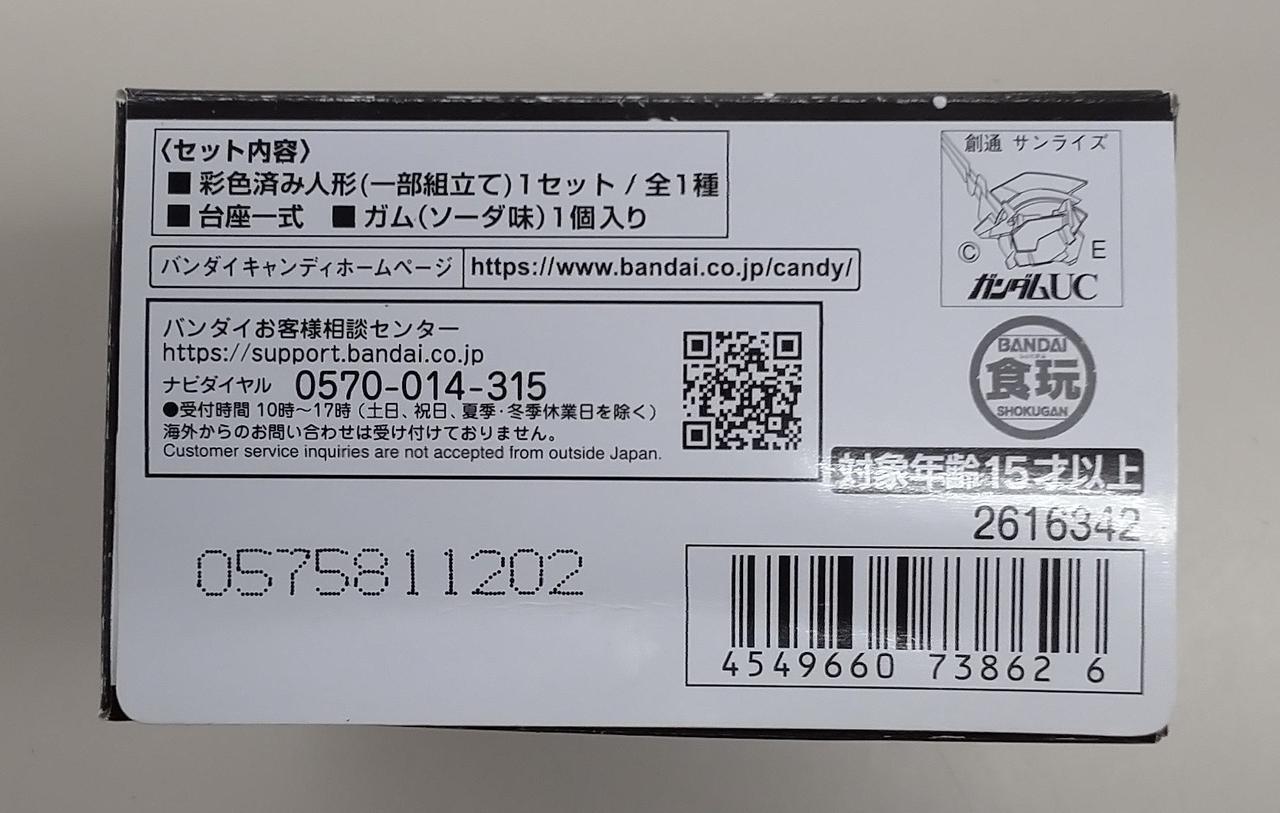 〈セット内容〉
■ 彩色済み人形(一部組立て)1セット / 全1種
■ 台座一式 ■ ガム(ソーダ味)1個入り
バンダイキャンディホームページ https://www.bandai.co.jp/candy/
バンダイお客様相談センター
https://support.bandai.co.jp
ナビダイヤル 0570-014-315
●受付時間 10時〜17時(土日、祝日、夏季・冬季休業日を除く)
海外からのお問い合わせは受け付けておりません。
Customer service inquiries are not accepted from outside Japan.
創通 サンライズ
© E
ガンダムUC
BANDAI
食玩
SHOKUGAN
対象年齢15才以上
2616342
0575811202
4549660 73862 6